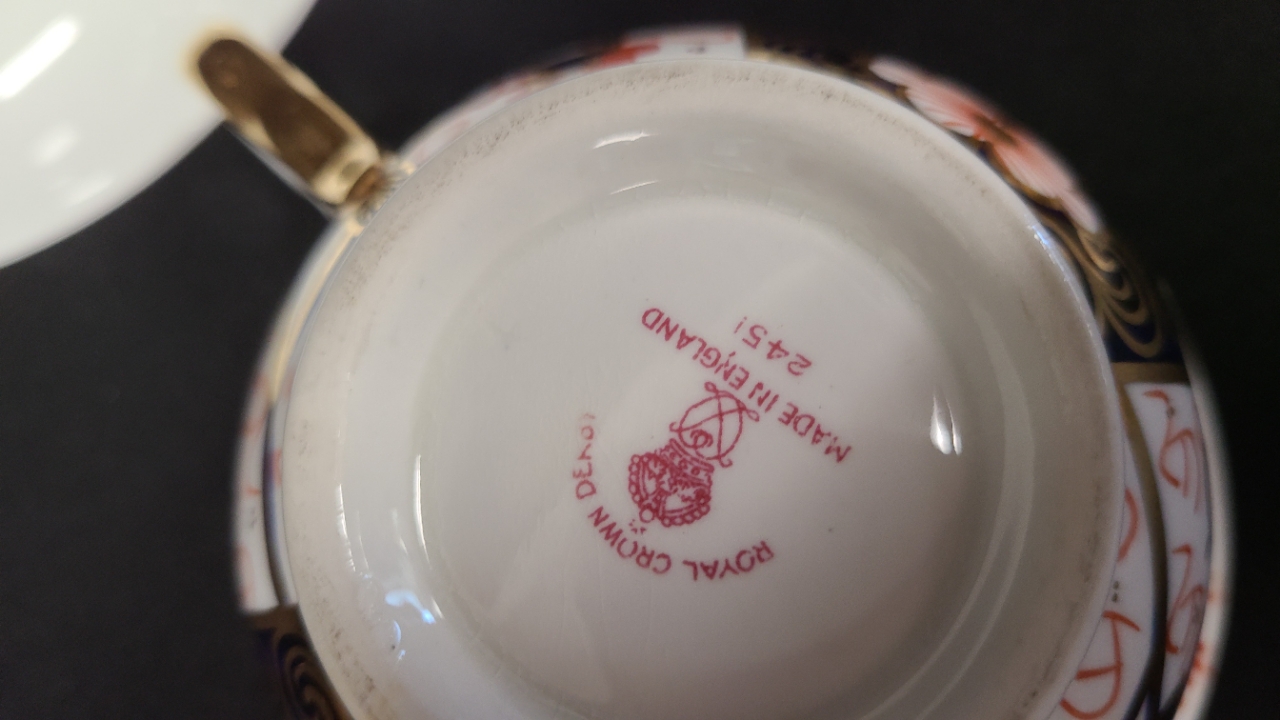 ROYAL CROWN DERBY
MADE IN ENGLAND
2451